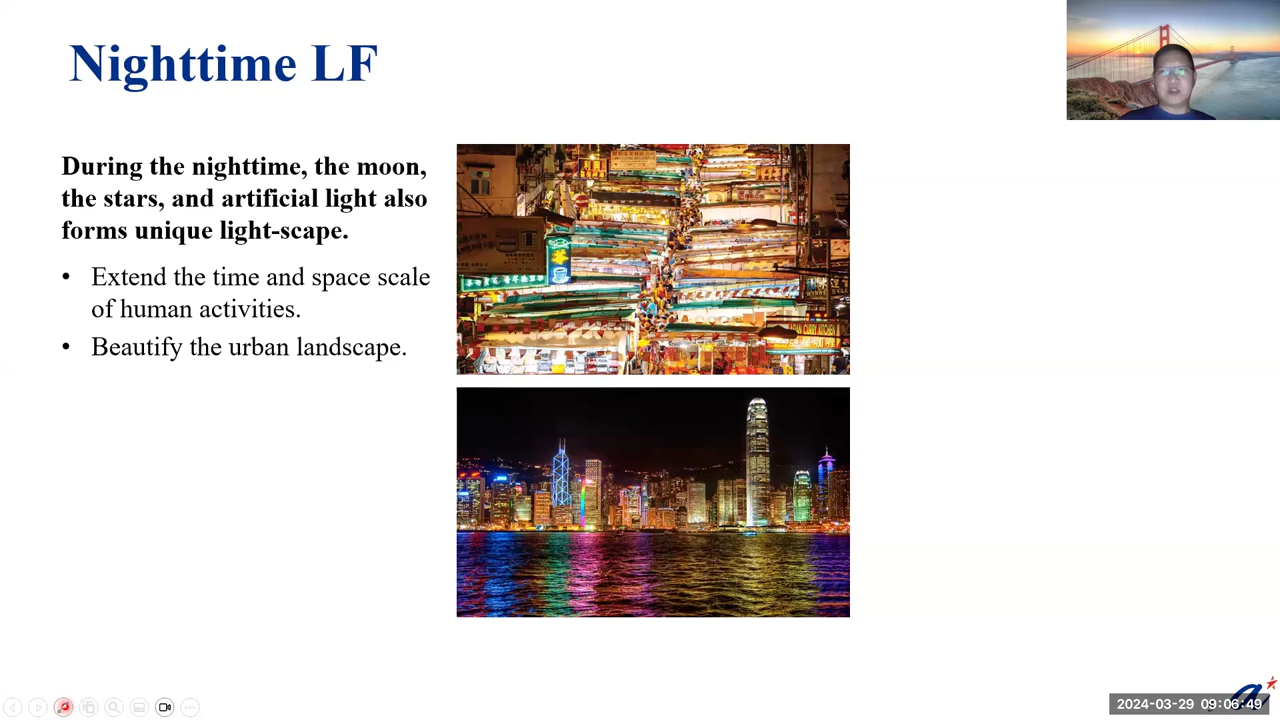 Nighttime LF
During the nighttime, the moon,
the stars, and artificial light also
forms unique light-scape.
• Extend the time and space scale
of human activities.
• Beautify the urban landscape.
2024-03-29 09:06:49